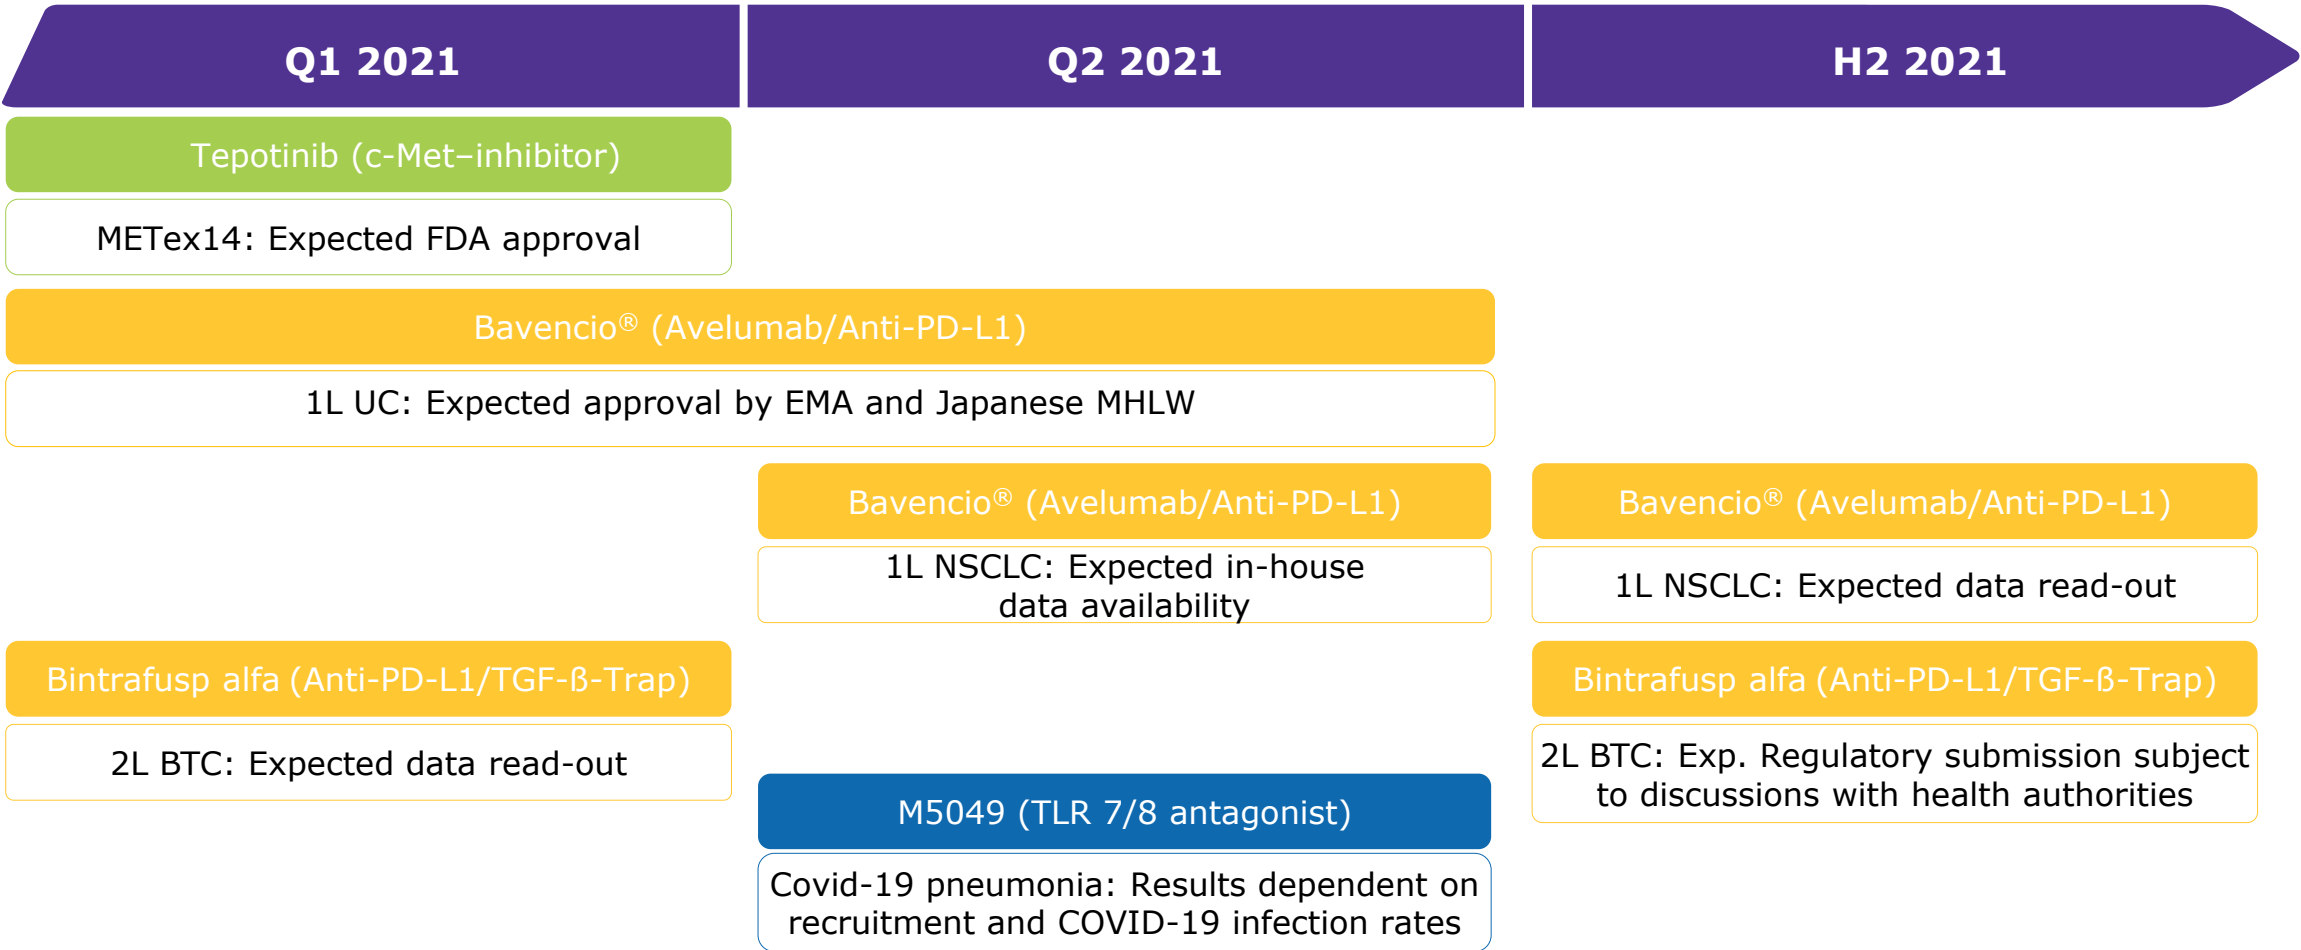 Q1 2021
Q2 2021
H2 2021
Tepotinib (c-Met–inhibitor)
METex14: Expected FDA approval
Bavencio® (Avelumab/Anti-PD-L1)
1L UC: Expected approval by EMA and Japanese MHLW
Bavencio® (Avelumab/Anti-PD-L1)
1L NSCLC: Expected in-house
data availability
Bavencio® (Avelumab/Anti-PD-L1)
1L NSCLC: Expected data read-out
Bintrafusp alfa (Anti-PD-L1/TGF-ß-Trap)
2L BTC: Expected data read-out
Bintrafusp alfa (Anti-PD-L1/TGF-ß-Trap)
2L BTC: Exp. Regulatory submission subject
to discussions with health authorities
M5049 (TLR 7/8 antagonist)
Covid-19 pneumonia: Results dependent on
recruitment and COVID-19 infection rates